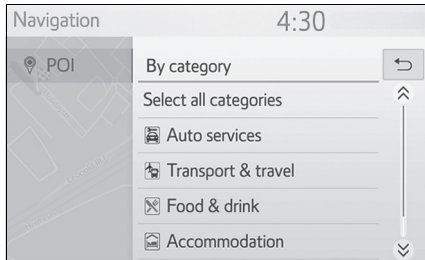 Navigation 4:30
POI
By category
Select all categories
Auto services
Transport & travel
Food & drink
Accommodation